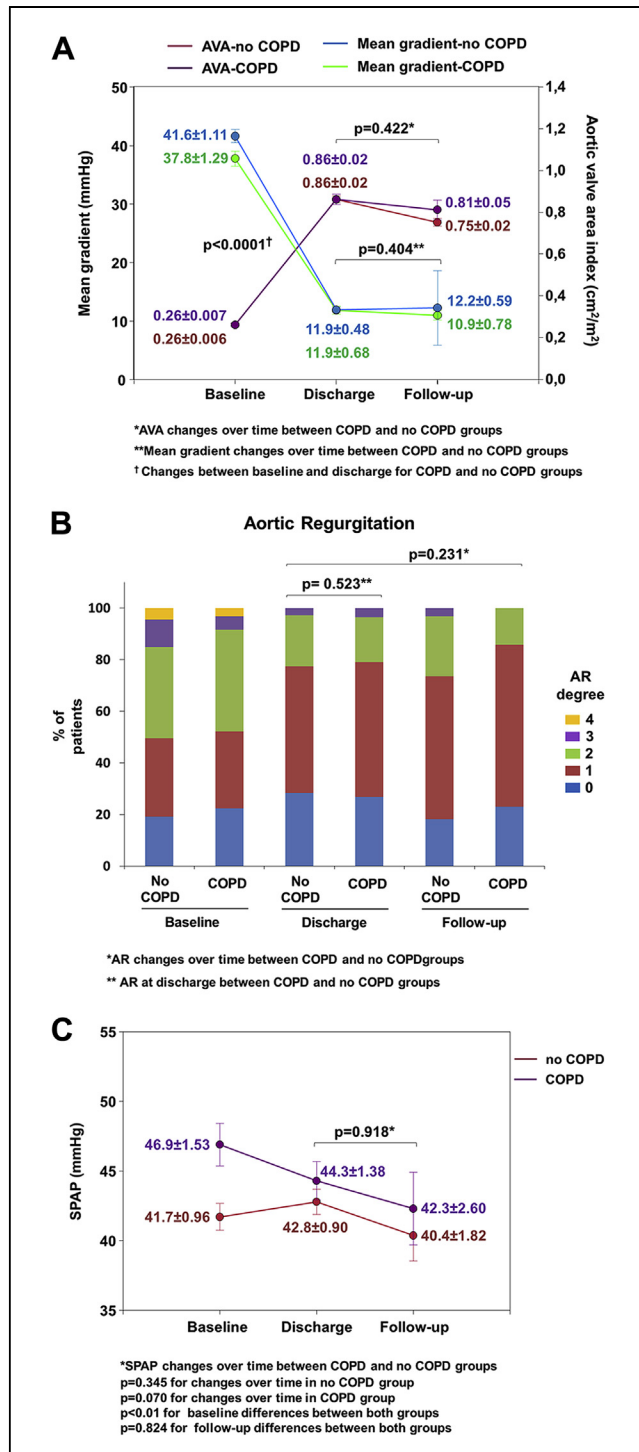 A
AVA-no COPD
Mean gradient-no COPD
AVA-COPD
Mean gradient-COPD
Mean gradient (mmHg)
50
40
30
20
10
0
Aortic valve area index (cm²/m²)
1,4
1,2
1,0
0,8
0,6
0,4
0,2
0,0
41.6±1.11
37.8±1.29
p<0.0001†
0.26±0.007
0.26±0.006
p=0.422*
0.86±0.02
0.86±0.02
0.81±0.05
0.75±0.02
p=0.404**
11.9±0.48
11.9±0.68
12.2±0.59
10.9±0.78
Baseline Discharge Follow-up
*AVA changes over time between COPD and no COPD groups
**Mean gradient changes over time between COPD and no COPD groups
† Changes between baseline and discharge for COPD and no COPD groups
B
Aortic Regurgitation
p=0.231*
p= 0.523**
% of
patients
100
80
60
40
20
0
AR
degree
4
3
2
1
0
No
COPD
COPD
No
COPD
COPD
No
COPD
COPD
Baseline Discharge Follow-up
*AR changes over time between COPD and no COPDgroups
** AR at discharge between COPD and no COPD groups
C
SPAP (mmHg)
55
50
45
40
35
no COPD
COPD
p=0.918*
46.9±1.53
44.3±1.38
42.3±2.60
41.7±0.96
42.8±0.90
40.4±1.82
Baseline Discharge Follow-up
*SPAP changes over time between COPD and no COPD groups
p=0.345 for changes over time in no COPD group
p=0.070 for changes over time in COPD group
p<0.01 for baseline differences between both groups
p=0.824 for follow-up differences between both groups